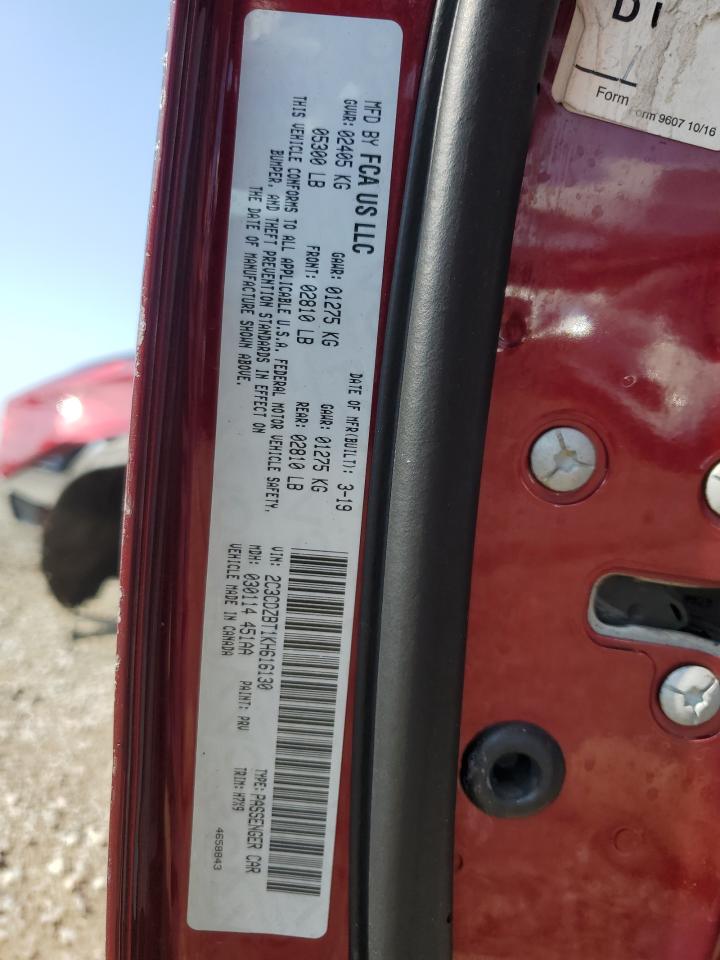 MFD BY FCA US LLC
DATE OF MFR(BUILT): 3-19
GVWR: 02405 KG
GAWR: 01275 KG
GAWR: 01275 KG
05300 LB
FRONT: 02810 LB
REAR: 02810 LB
THIS VEHICLE CONFORMS TO ALL APPLICABLE U.S.A. FEDERAL MOTOR VEHICLE SAFETY,
BUMPER, AND THEFT PREVENTION STANDARDS IN EFFECT ON
THE DATE OF MANUFACTURE SHOWN ABOVE.
VIN: 2C3CDZBT1KH616130
TYPE: PASSENGER CAR
MDH: 030114 451AA
PAINT: PRV
TRIM: H7X9
VEHICLE MADE IN CANADA
4658843
Form
orm 9607 10/16